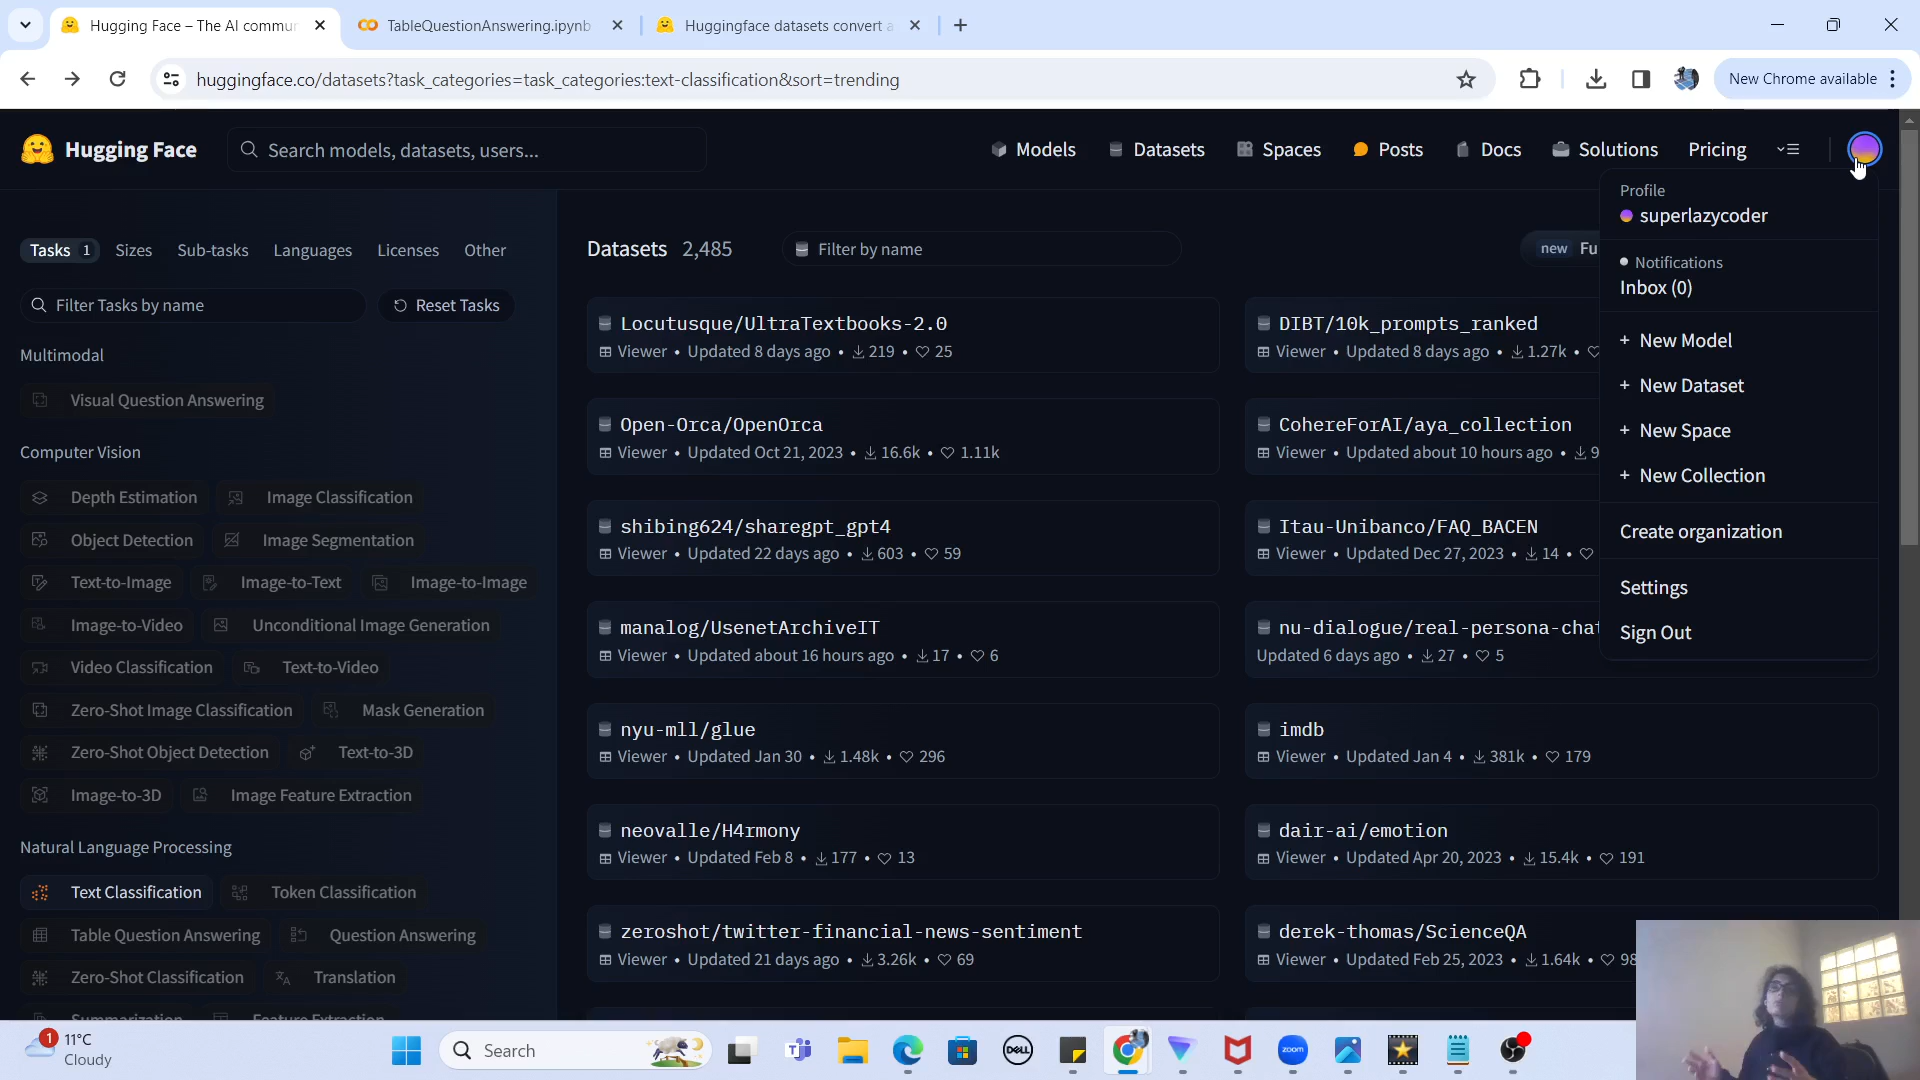 Hugging Face – The AI commun
TableQuestionAnswering.ipynb
Huggingface datasets convert a
huggingface.co/datasets?task_categories=task_categories:text-classification&sort=trending
New Chrome available
Hugging Face
Search models, datasets, users...
Models
Datasets
Spaces
Posts
Docs
Solutions
Pricing
Profile
superlazycoder
Notifications
Inbox (0)
+ New Model
+ New Dataset
+ New Space
+ New Collection
Create organization
Settings
Sign Out
Tasks 1
Sizes
Sub-tasks
Languages
Licenses
Other
Filter Tasks by name
Reset Tasks
Multimodal
Visual Question Answering
Computer Vision
Depth Estimation
Image Classification
Object Detection
Image Segmentation
Text-to-Image
Image-to-Text
Image-to-Image
Image-to-Video
Unconditional Image Generation
Video Classification
Text-to-Video
Zero-Shot Image Classification
Mask Generation
Zero-Shot Object Detection
Text-to-3D
Image-to-3D
Image Feature Extraction
Natural Language Processing
Text Classification
Token Classification
Table Question Answering
Question Answering
Zero-Shot Classification
Translation
Summarization
Feature Extraction
Datasets 2,485
Filter by name
new Fu
Locutusque/UltraTextbooks-2.0
Viewer • Updated 8 days ago • 219 • 25
DIBT/10k_prompts_ranked
Viewer • Updated 8 days ago • 1.27k •
Open-Orca/OpenOrca
Viewer • Updated Oct 21, 2023 • 16.6k • 1.11k
CohereForAI/aya_collection
Viewer • Updated about 10 hours ago • 9
shibing624/sharegpt_gpt4
Viewer • Updated 22 days ago • 603 • 59
Itau-Unibanco/FAQ_BACEN
Viewer • Updated Dec 27, 2023 • 14 •
manalog/UsenetArchiveIT
Viewer • Updated about 16 hours ago • 17 • 6
nu-dialogue/real-persona-chat
Updated 6 days ago • 27 • 5
nyu-mll/glue
Viewer • Updated Jan 30 • 1.48k • 296
imdb
Viewer • Updated Jan 4 • 381k • 179
neovalle/H4rmony
Viewer • Updated Feb 8 • 177 • 13
dair-ai/emotion
Viewer • Updated Apr 20, 2023 • 15.4k • 191
zeroshot/twitter-financial-news-sentiment
Viewer • Updated 21 days ago • 3.26k • 69
derek-thomas/ScienceQA
Viewer • Updated Feb 25, 2023 • 1.64k • 98
1
11°C
Cloudy
Search
DELL
zoom